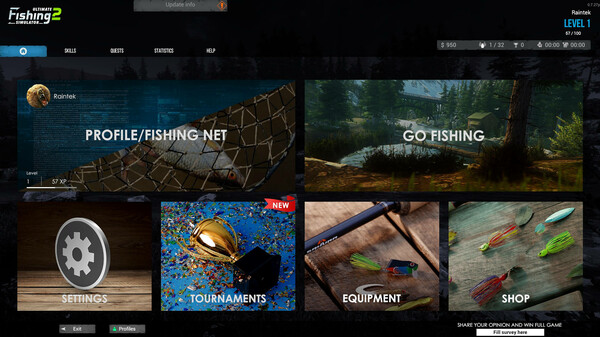 ULTIMATE
Fishing 2
SIMULATOR
Update info
Raintek
LEVEL 1
67 / 100
SKILLS
QUESTS
STATISTICS
HELP
$ 950
1 / 32
0
00:00
00:00
Raintek
PROFILE/FISHING NET
Level
1
57 XP
GO FISHING
SETTINGS
NEW
TOURNAMENTS
EQUIPMENT
SHOP
Exit
Profiles
SHARE YOUR OPINION AND WIN FULL GAME
Fill survey here